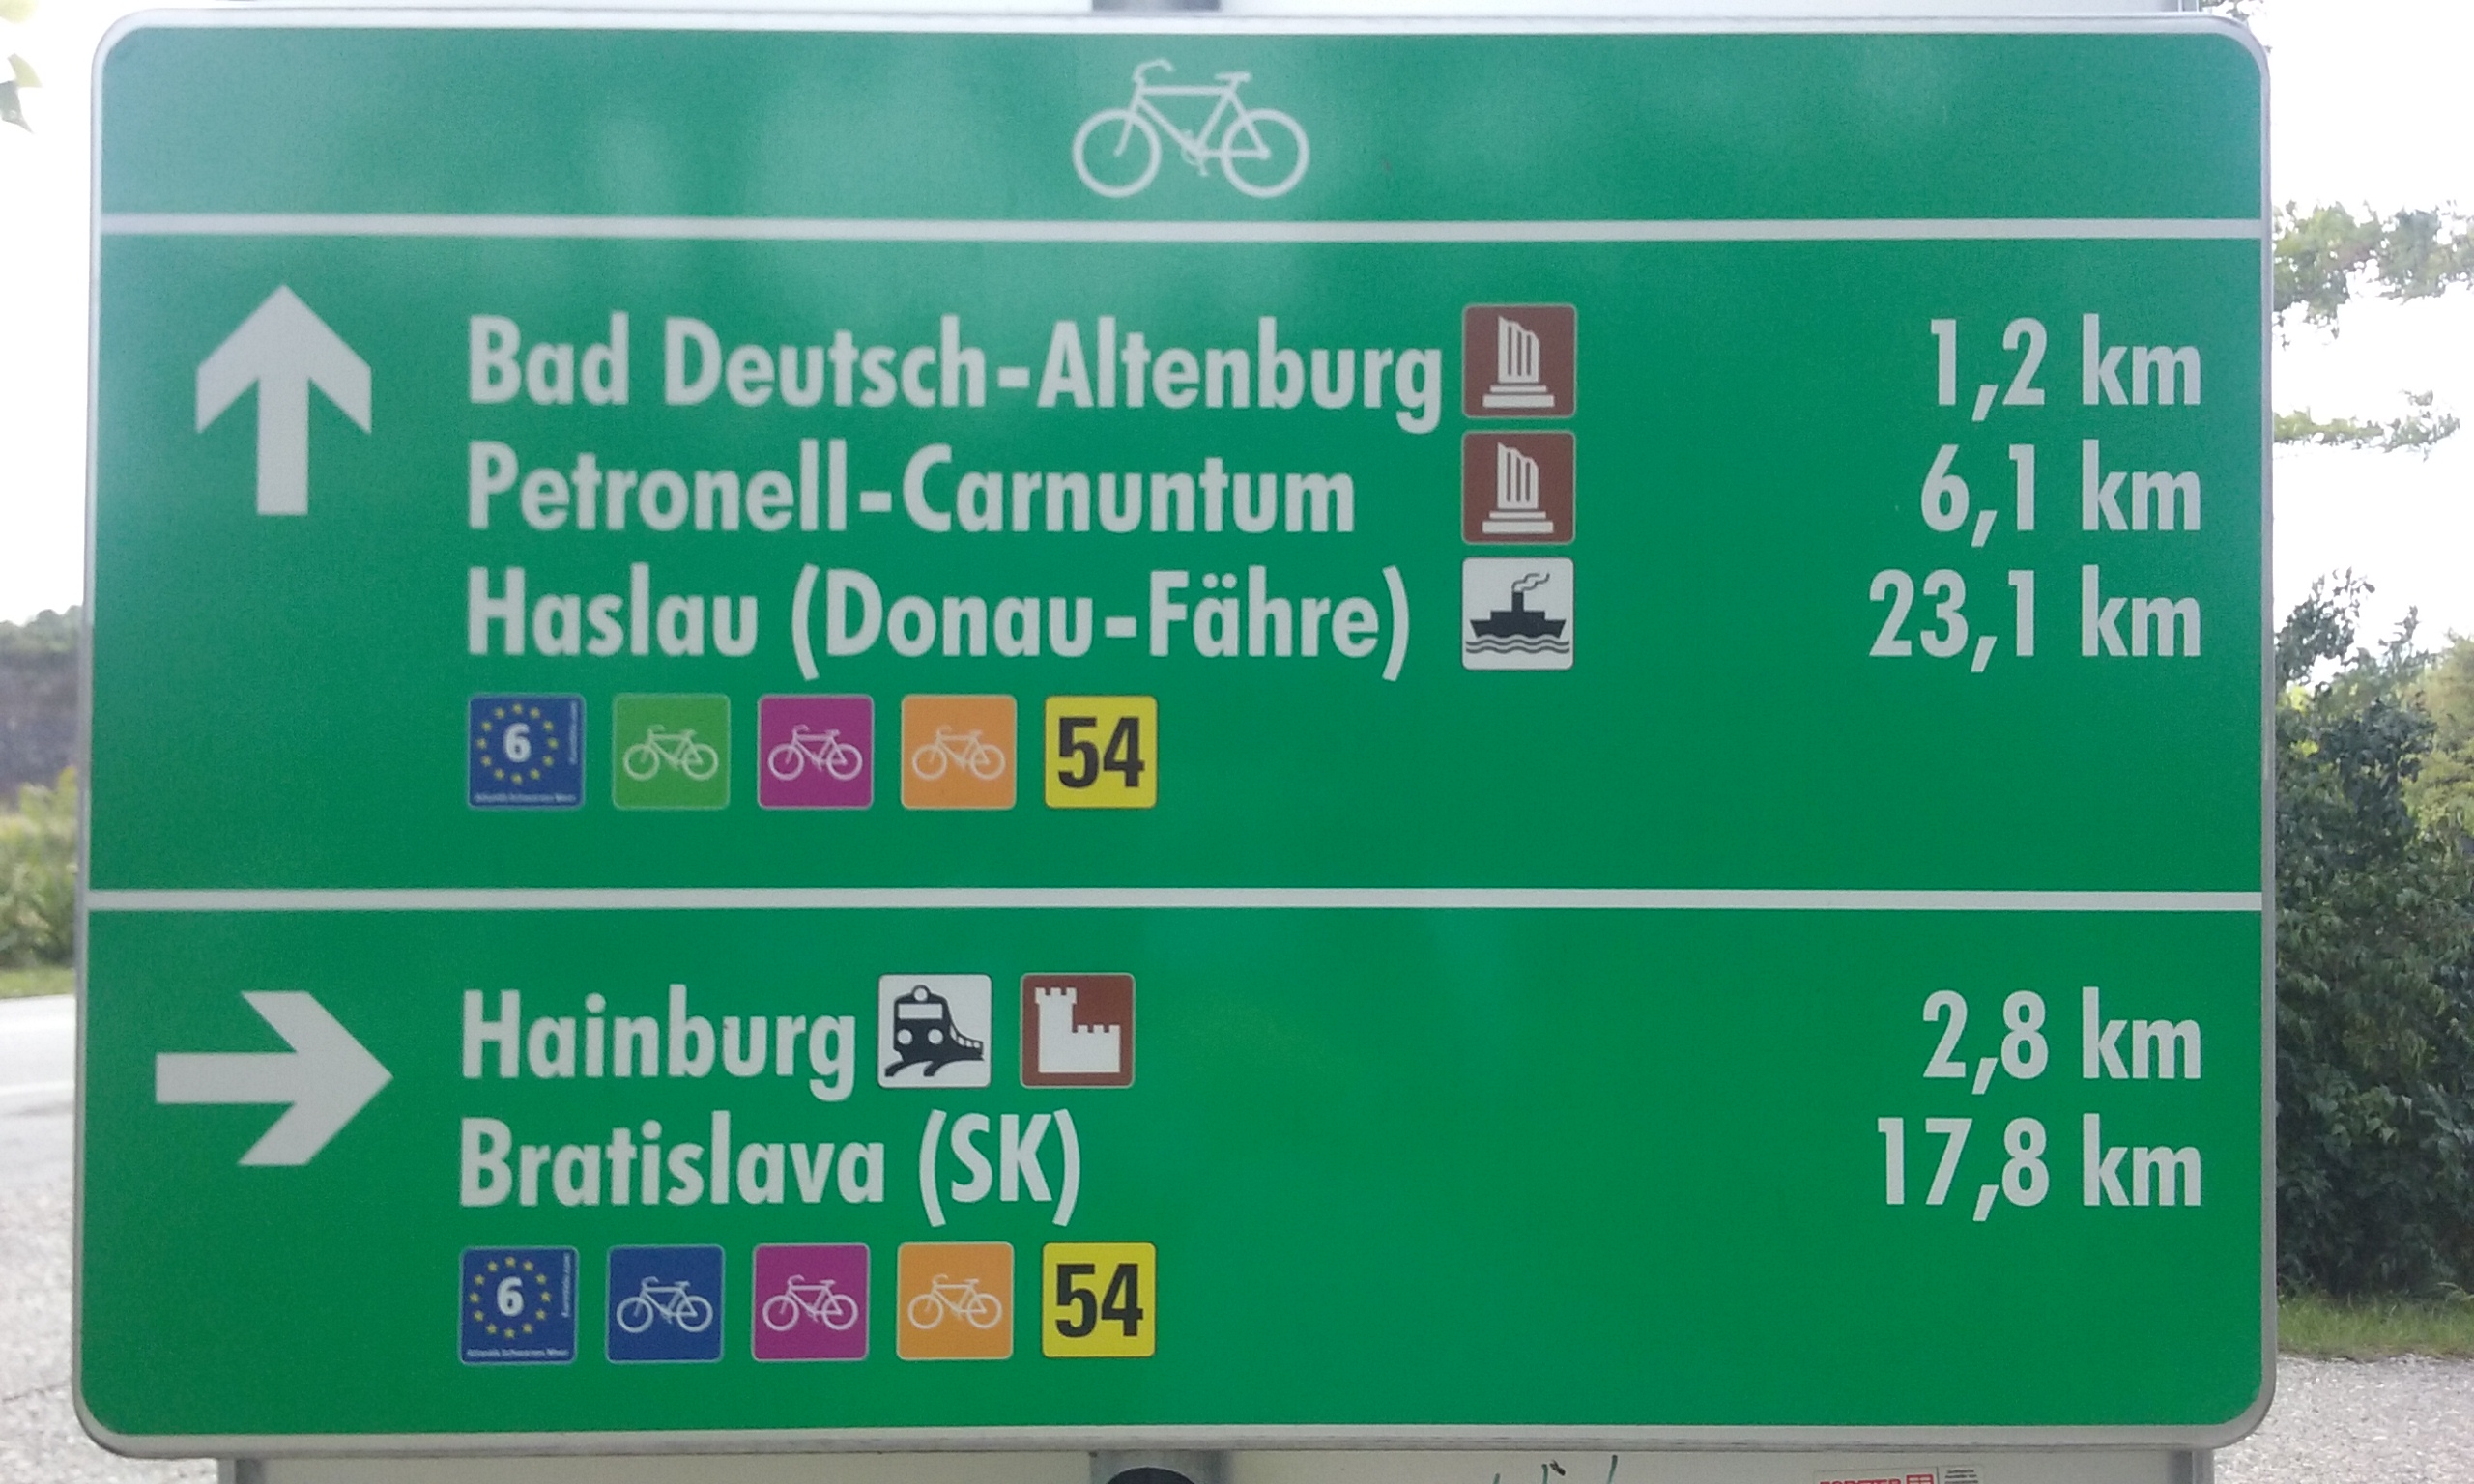 Bad Deutsch-Altenburg 1,2 km
Petronell-Carnuntum 6,1 km
Haslau (Donau-Fähre) 23,1 km
6 54
Hainburg 2,8 km
Bratislava (SK) 17,8 km
6 54